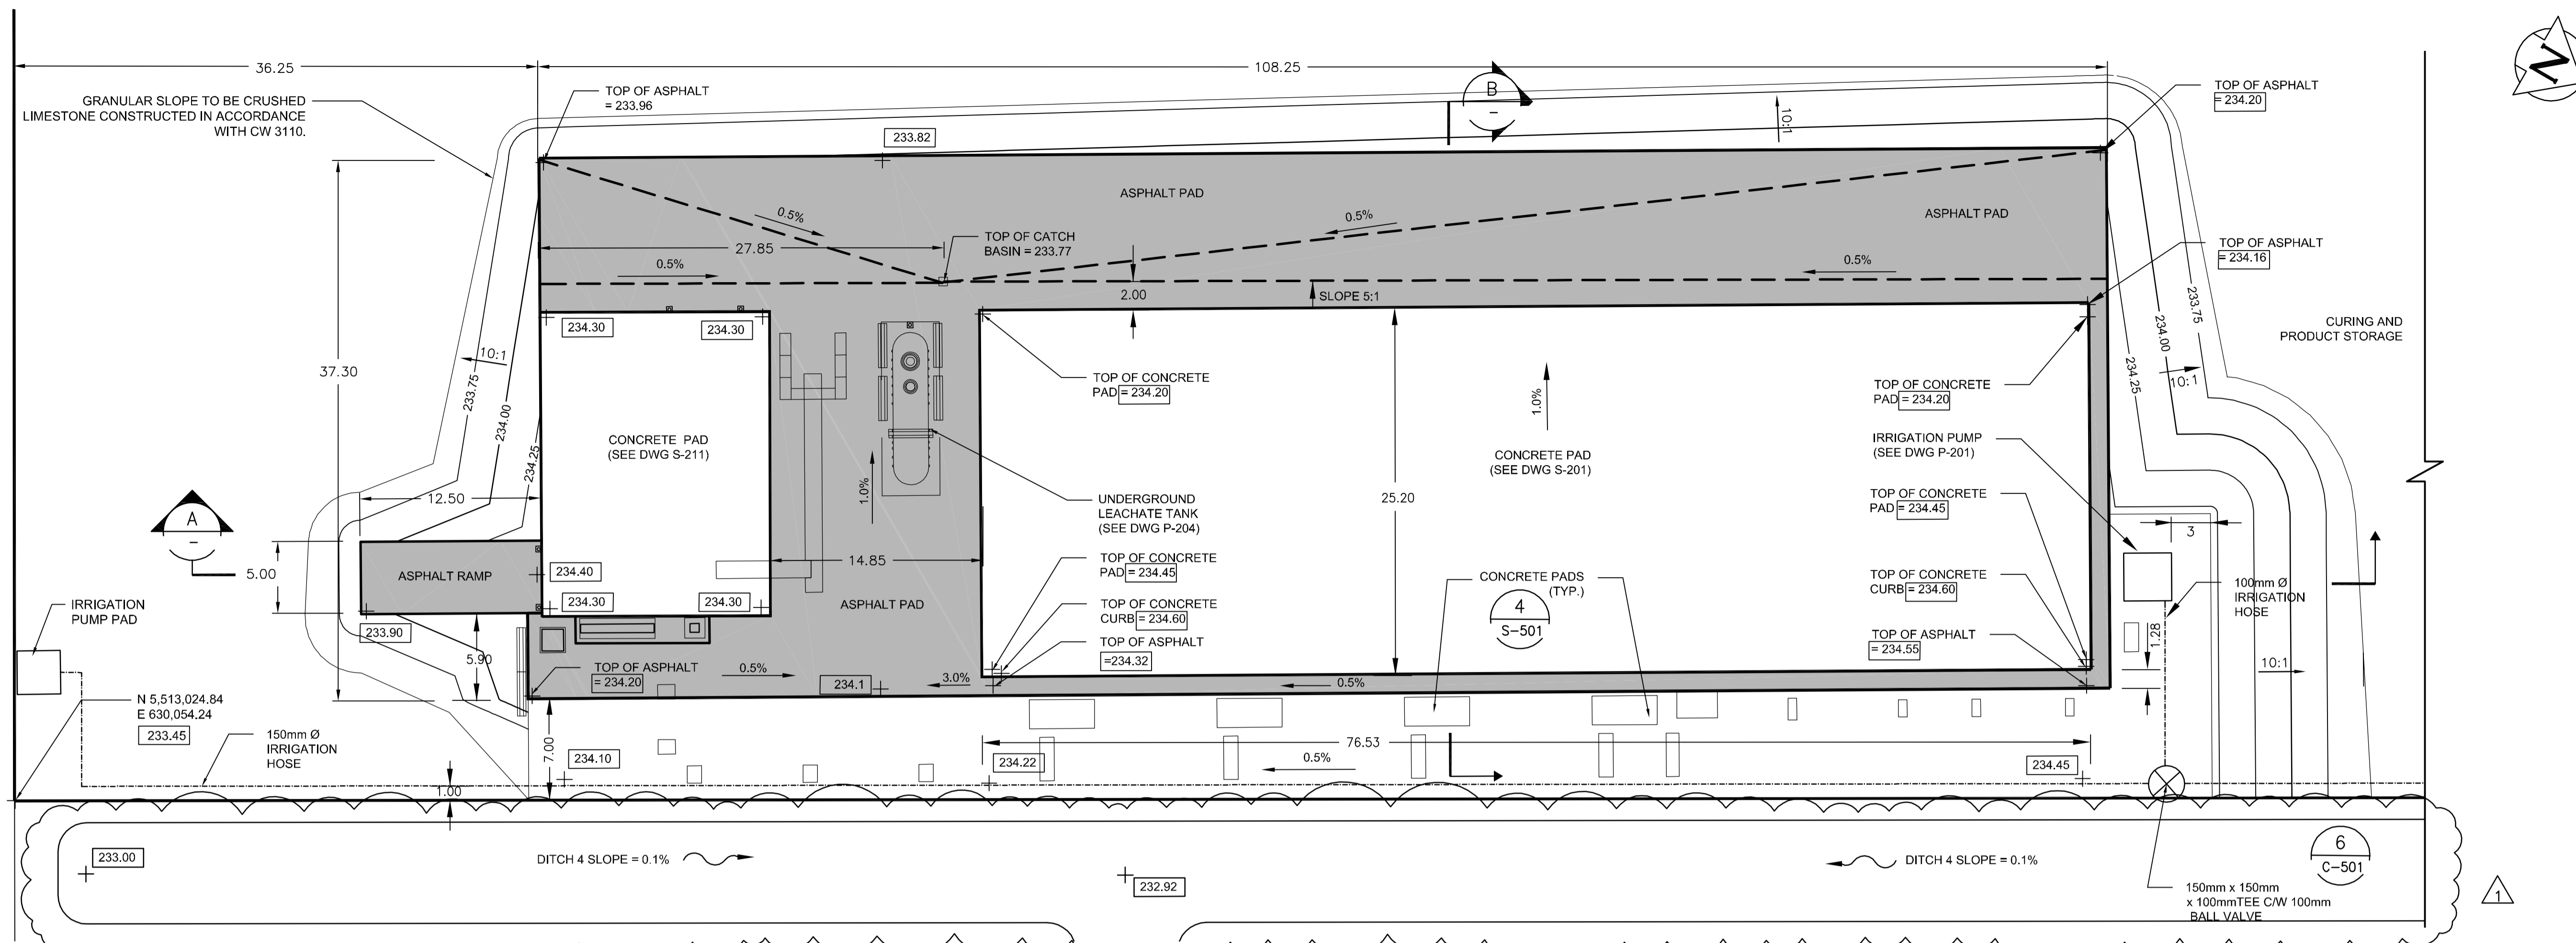 36.25
108.25
N
GRANULAR SLOPE TO BE CRUSHED
LIMESTONE CONSTRUCTED IN ACCORDANCE
WITH CW 3110.
TOP OF ASPHALT
= 233.96
B
-
10:1
TOP OF ASPHALT
= 234.20
233.82
ASPHALT PAD
ASPHALT PAD
0.5%
0.5%
27.85
TOP OF CATCH
BASIN = 233.77
0.5%
0.5%
TOP OF ASPHALT
= 234.16
2.00
SLOPE 5:1
234.30
234.30
10:1
37.30
233.75
234.00
234.25
233.75
234.00
234.25
10:1
CURING AND
PRODUCT STORAGE
TOP OF CONCRETE
PAD = 234.20
1.0%
TOP OF CONCRETE
PAD = 234.20
CONCRETE PAD
(SEE DWG S-211)
CONCRETE PAD
(SEE DWG S-201)
IRRIGATION PUMP
(SEE DWG P-201)
12.50
1.0%
25.20
UNDERGROUND
LEACHATE TANK
(SEE DWG P-204)
TOP OF CONCRETE
PAD = 234.45
A
-
3
5.00
ASPHALT RAMP
234.40
14.85
TOP OF CONCRETE
PAD = 234.45
CONCRETE PADS
(TYP.)
TOP OF CONCRETE
CURB = 234.60
100mm Ø
IRRIGATION
HOSE
IRRIGATION
PUMP PAD
234.30
234.30
ASPHALT PAD
TOP OF CONCRETE
CURB = 234.60
4
S-501
233.90
TOP OF ASPHALT
=234.32
TOP OF ASPHALT
= 234.55
1.28
5.90
TOP OF ASPHALT
= 234.20
0.5%
234.1
3.0%
0.5%
10:1
N 5,513,024.84
E 630,054.24
233.45
150mm Ø
IRRIGATION
HOSE
7.00
234.10
76.53
234.22
0.5%
234.45
1.00
233.00
DITCH 4 SLOPE = 0.1%
232.92
DITCH 4 SLOPE = 0.1%
6
C-501
150mm x 150mm
x 100mmTEE C/W 100mm
BALL VALVE
1